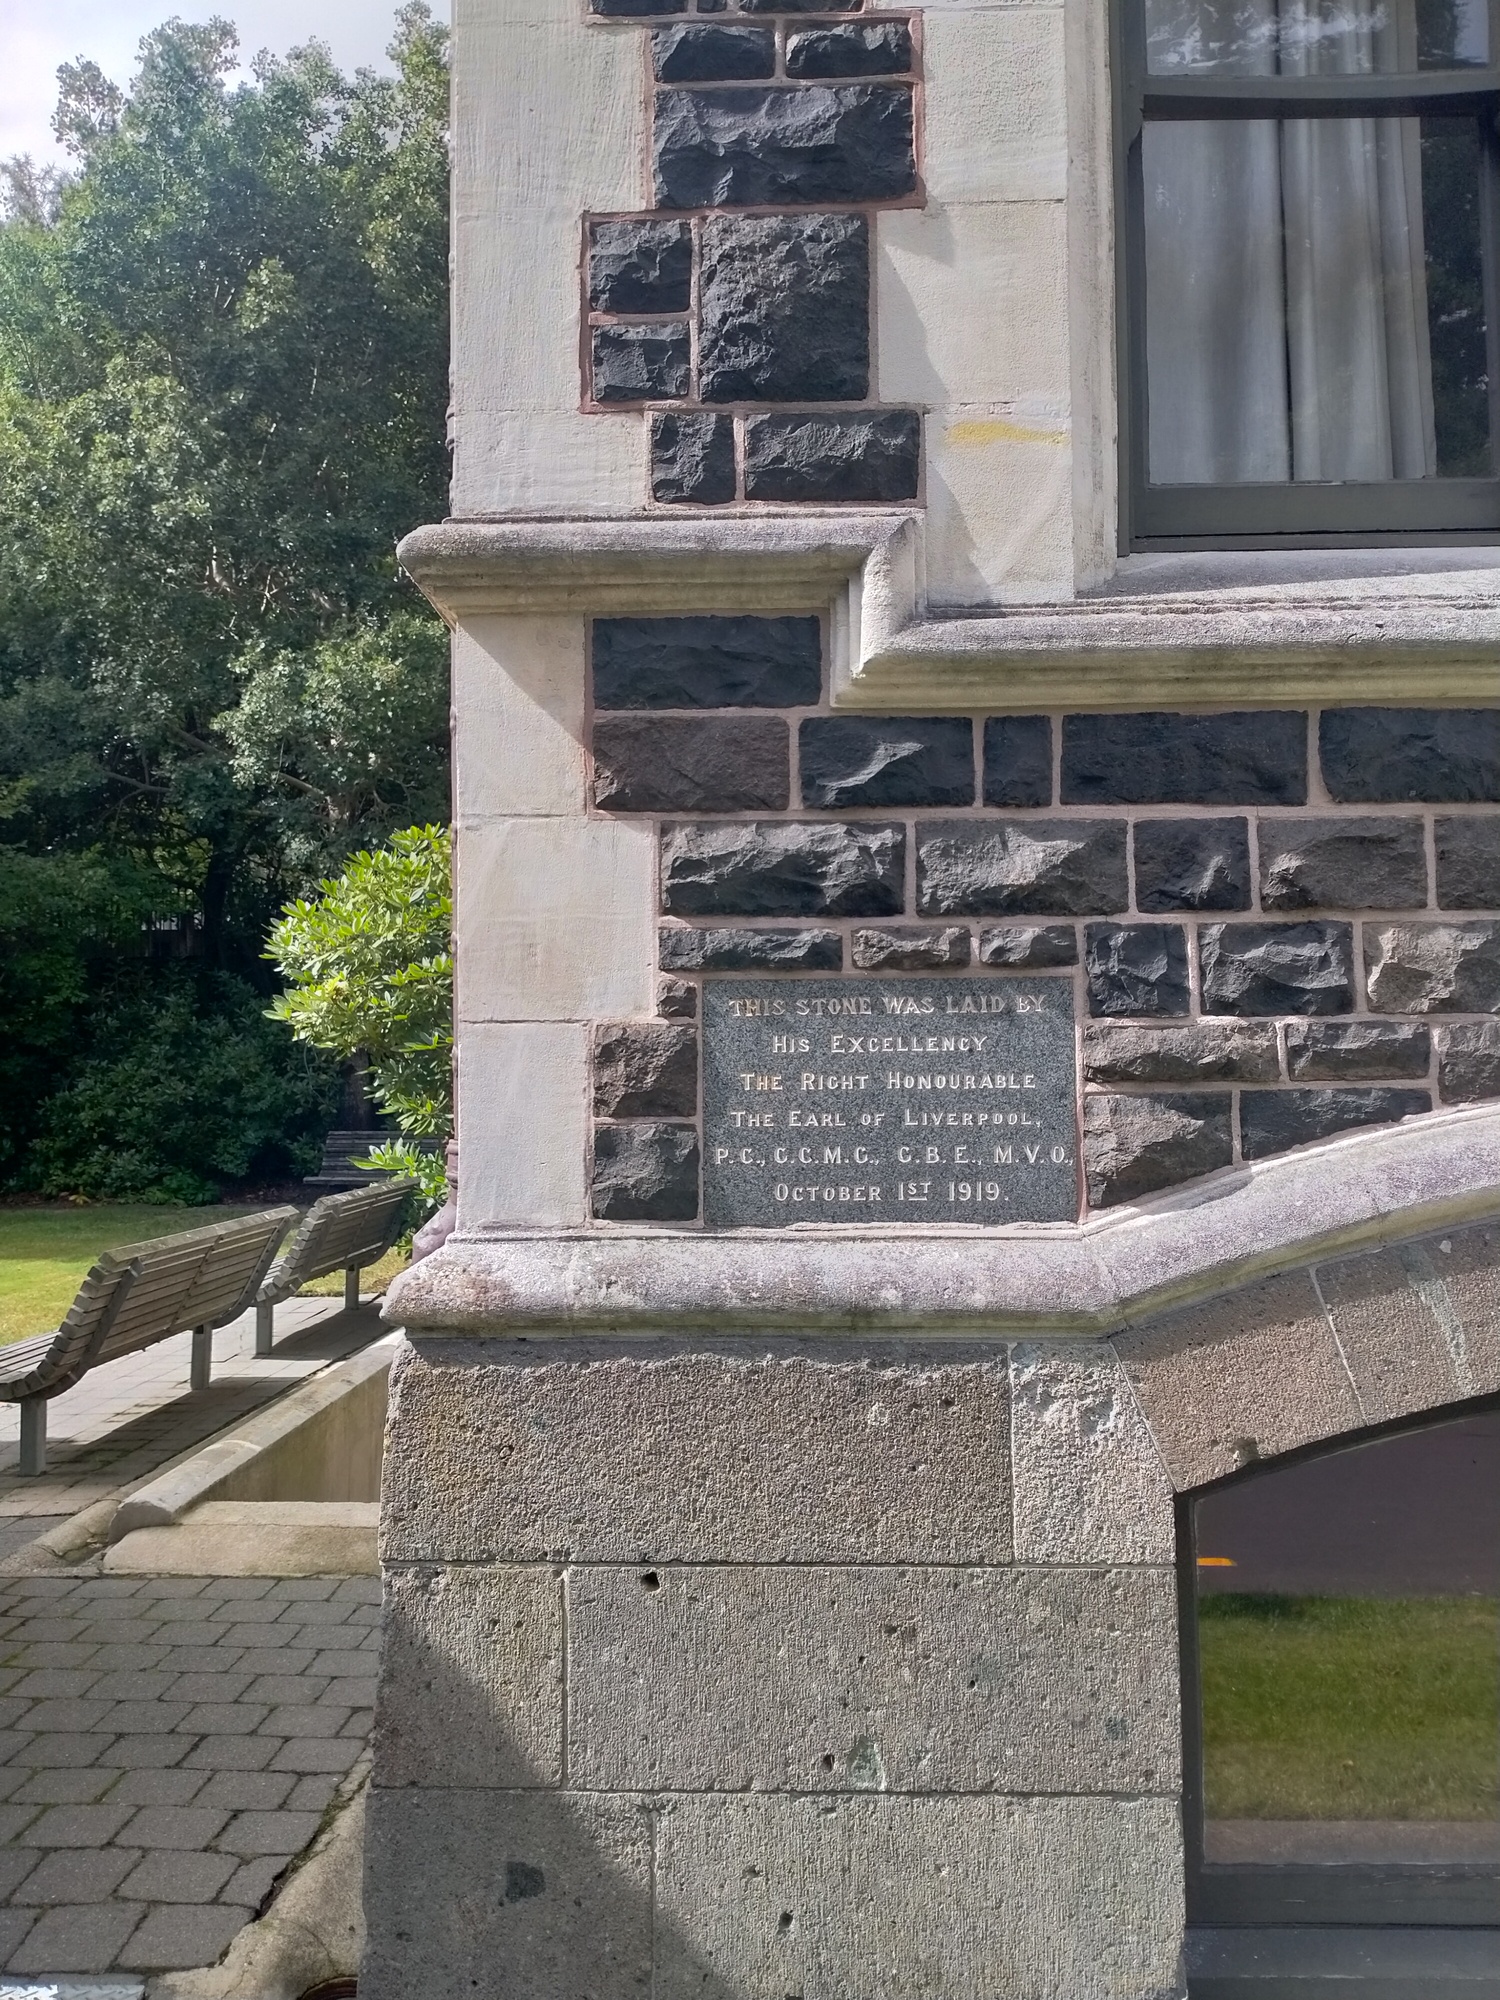 THIS STONE WAS LAID BY
HIS EXCELLENCY
THE RIGHT HONOURABLE
THE EARL OF LIVERPOOL,
P.C., G.C.M.G., G.B.E., M.V.O.,
OCTOBER 1ST 1919.